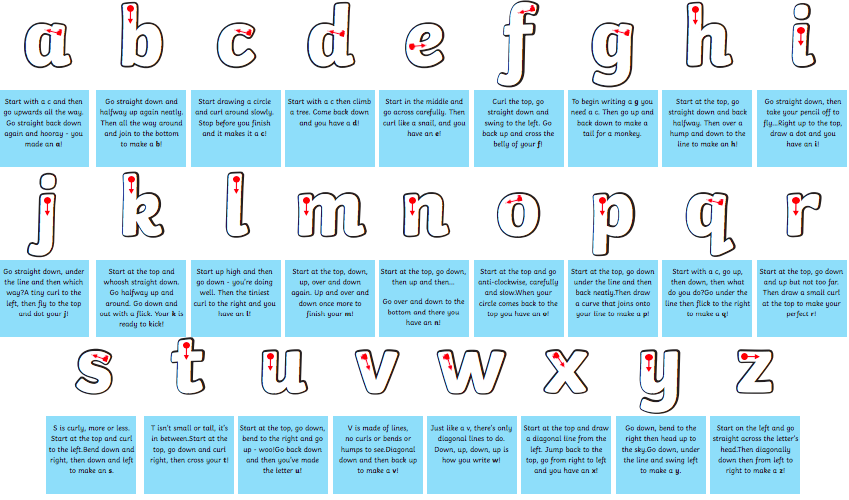 a b c d e f g h i
Start with a c and then
go upwards all the way.
Go straight back down
again and hooray - you
made an a!
Go straight down and
halfway up again neatly.
Then all the way around
and join to the bottom
to make a b!
Start drawing a circle
and curl around slowly.
Stop before you finish
and it makes it a c!
Start with a c then climb
a tree. Come back down
and you have a d!
Start in the middle and
go across carefully. Then
curl like a snail, and you
have an e!
Curl the top, go
straight down and
swing to the left. Go
back up and cross the
belly of your f!
To begin writing a g you
need a c. Then go up and
back down to make a
tail for a monkey.
Start at the top, go
straight down and back
halfway. Then over a
hump and down to the
line to make an h!
Go straight down, then
take your pencil off to
fly...Right up to the top,
draw a dot and you
have an i!
j k l m n o p q r
Go straight down, under
the line and then which
way?A tiny curl to the
left, then fly to the top
and dot your j!
Start at the top and
whoosh straight down.
Go halfway up and
around. Go down and
out with a flick. Your k is
ready to kick!
Start up high and then
go down - you're doing
well. Then the tiniest
curl to the right and you
have an l!
Start at the top, down,
up, over and down
again. Up and over and
down once more to
finish your m!
Start at the top, go down,
then up and then...
Go over and down to the
bottom and there you
have an n!
Start at the top and go
anti-clockwise, carefully
and slow.When your
circle comes back to the
top you have an o!
Start at the top, go down
under the line and then
back neatly.Then draw
a curve that joins onto
your line to make a p!
Start with a c, go up,
then down, then what
do you do?Go under the
line then flick to the right
to make a q!
Start at the top, go down
and up but not too far.
Then draw a small curl
at the top to make your
perfect r!
s t u v w x y z
S is curly, more or less.
Start at the top and curl
to the left.Bend down and
right, then down and left
to make an s.
T isn't small or tall, it's
in between.Start at the
top, go down and curl
right, then cross your t!
Start at the top, go down,
bend to the right and go
up - woo!Go back down
and then you've made
the letter u!
V is made of lines,
no curls or bends or
humps to see.Diagonal
down and then back up
to make a v!
Just like a v, there's only
diagonal lines to do.
Down, up, down, up is
how you write w!
Start at the top and draw
a diagonal line from the
left. Jump back to the
top, go from right to left
and you have an x!
Go down, bend to the
right then head up to
the sky.Go down, under
the line and swing left
to make a y.
Start on the left and go
straight across the letter's
head.Then diagonally
down then from left to
right to make a z!